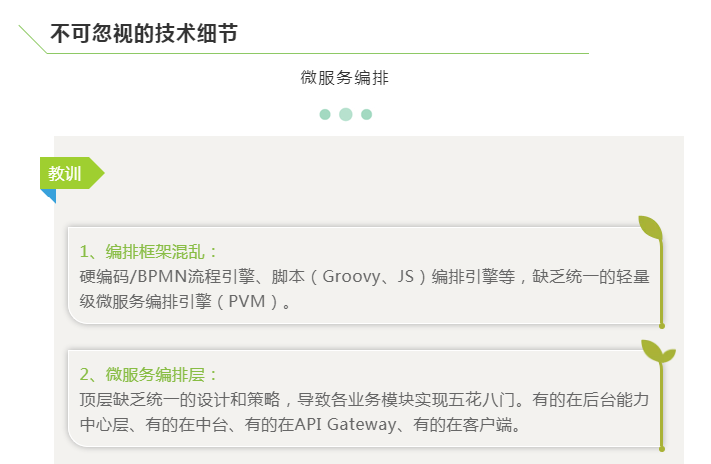 不可忽视的技术细节
微服务编排
教训
1、编排框架混乱：
硬编码/BPMN流程引擎、脚本（Groovy、JS）编排引擎等，缺乏统一的轻量
级微服务编排引擎（PVM）。
2、微服务编排层：
顶层缺乏统一的设计和策略，导致各业务模块实现五花八门。有的在后台能力
中心层、有的在中台、有的在API Gateway、有的在客户端。